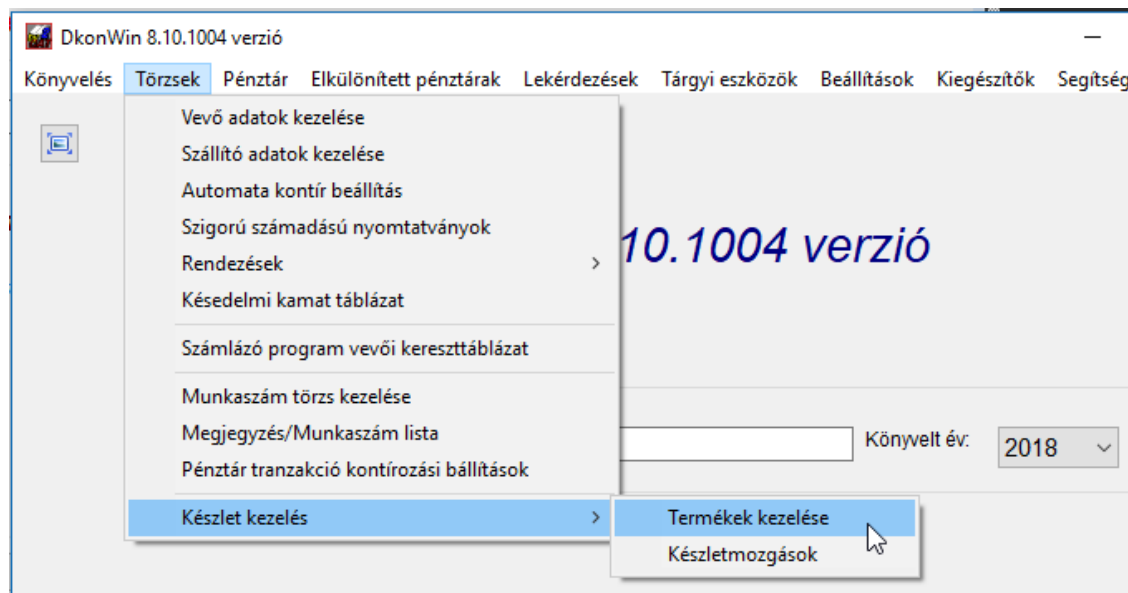 DkonWin 8.10.1004 verzió
Könyvelés Törzsek Pénztár Elkülönített pénztárak Lekérdezések Tárgyi eszközök Beállítások Kiegészítők Segítség
Vevő adatok kezelése
Szállító adatok kezelése
Automata kontír beállítás
Szigorú számadású nyomtatványok
Rendezések
Késedelmi kamat táblázat
Számlázó program vevői kereszttáblázat
Munkaszám törzs kezelése
Megjegyzés/Munkaszám lista
Pénztár tranzakció kontírozási bállítások
Készlet kezelés
Termékek kezelése
Készletmozgások
10.1004 verzió
Könyvelt év: 2018